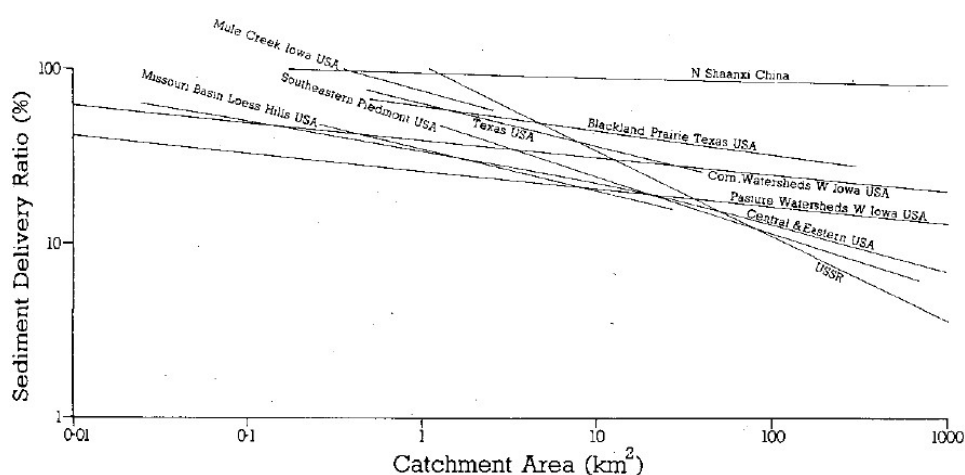 Mule Creek Iowa USA
100
N Shaanxi China
Missouri Basin Loess Hills USA
Southeastern Piedmont USA
Texas USA
Blackland Prairie Texas USA
Corn Watersheds W Iowa USA
Pasture Watersheds W Iowa USA
Central & Eastern USA
USSR
10
1
Sediment Delivery Ratio (%)
0·01
0·1
1
10
100
1000
Catchment Area (km²)